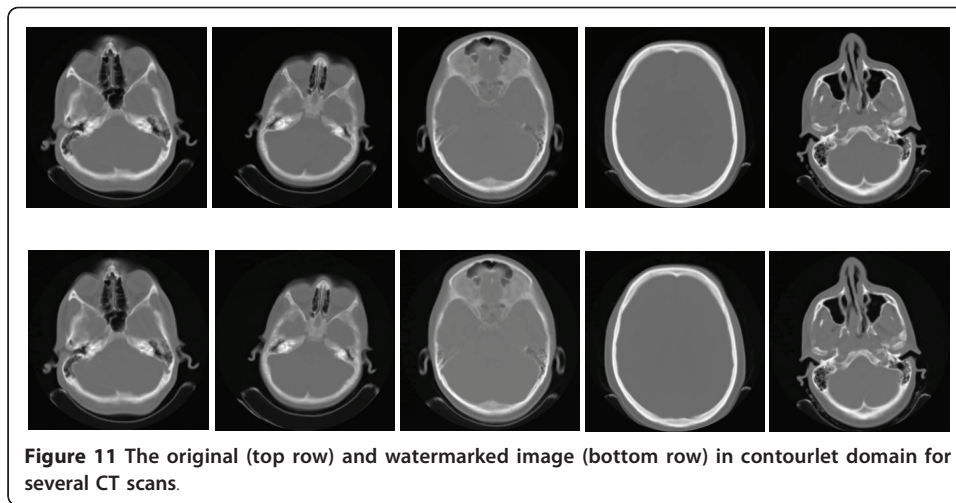 Figure 11 The original (top row) and watermarked image (bottom row) in contourlet domain for
several CT scans.